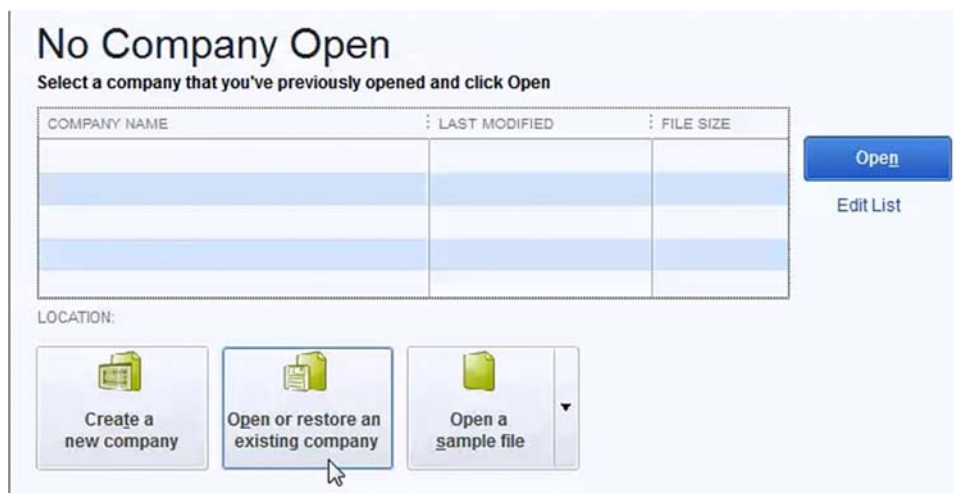 No Company Open
Select a company that you've previously opened and click Open
COMPANY NAME LAST MODIFIED FILE SIZE
Open
Edit List
LOCATION:
Create a
new company
Open or restore an
existing company
Open a
sample file